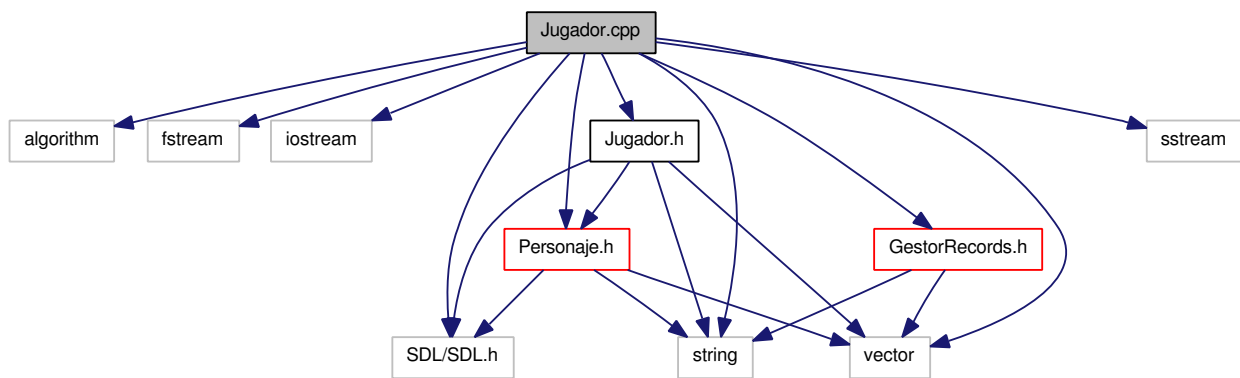 Jugador.cpp
algorithm
fstream
iostream
Jugador.h
sstream
Personaje.h
GestorRecords.h
SDL/SDL.h
string
vector